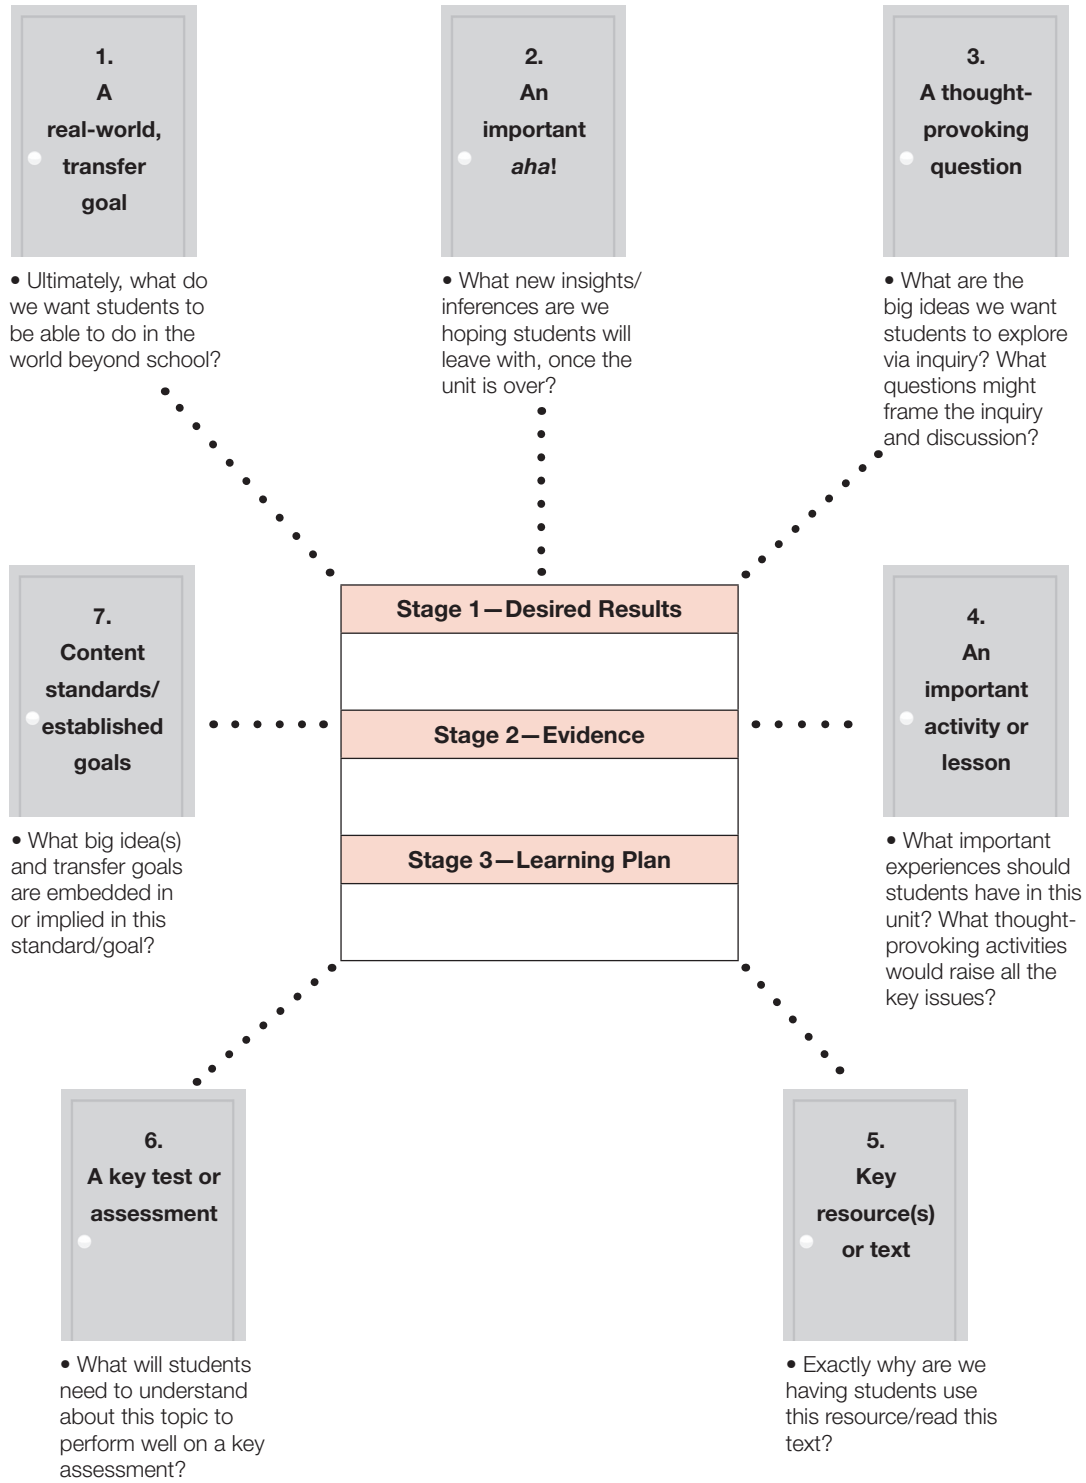 1.
A
real-world,
transfer
goal
• Ultimately, what do
we want students to
be able to do in the
world beyond school?
2.
An
important
aha!
• What new insights/
inferences are we
hoping students will
leave with, once the
unit is over?
3.
A thought-
provoking
question
• What are the
big ideas we want
students to explore
via inquiry? What
questions might
frame the inquiry
and discussion?
7.
Content
standards/
established
goals
• What big idea(s)
and transfer goals
are embedded in
or implied in this
standard/goal?
Stage 1—Desired Results
Stage 2—Evidence
Stage 3—Learning Plan
4.
An
important
activity or
lesson
• What important
experiences should
students have in this
unit? What thought-
provoking activities
would raise all the
key issues?
6.
A key test or
assessment
• What will students
need to understand
about this topic to
perform well on a key
assessment?
5.
Key
resource(s)
or text
• Exactly why are we
having students use
this resource/read this
text?